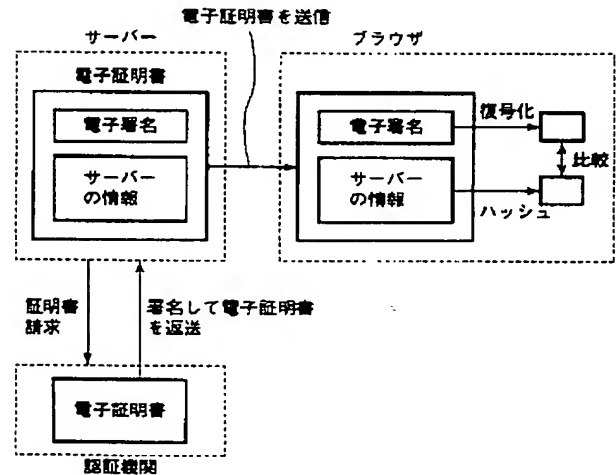 電子証明書を送信
サーバー
ブラウザ
電子証明書
電子署名
サーバー
の情報
電子署名
サーバー
の情報
復号化
比較
ハッシュ
証明書
請求
署名して電子証明書
を返送
電子証明書
認証機関